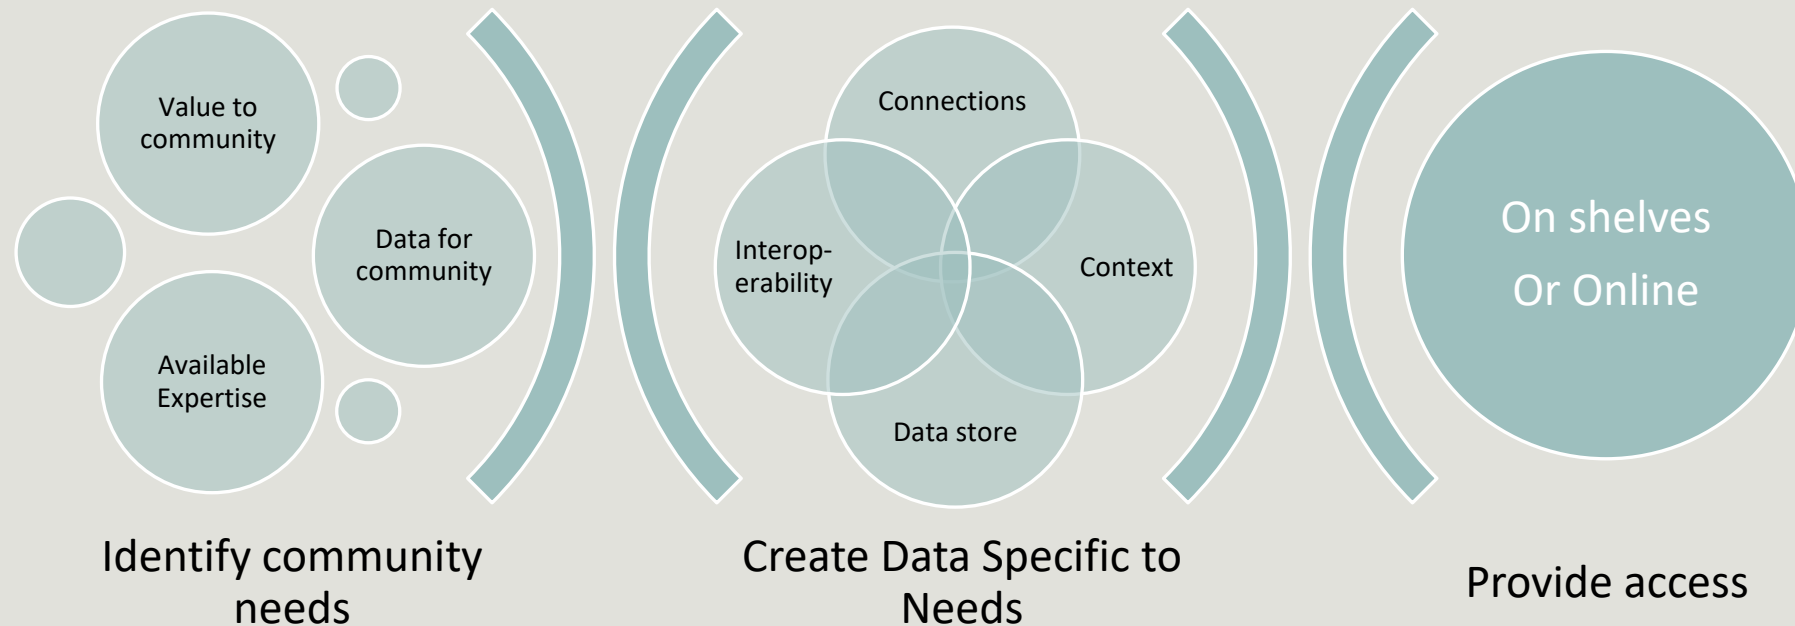 Value to
community
Data for
community
Available
Expertise
Identify community
needs
Connections
Interop-
erability
Context
Data store
Create Data Specific to
Needs
On shelves
Or Online
Provide access